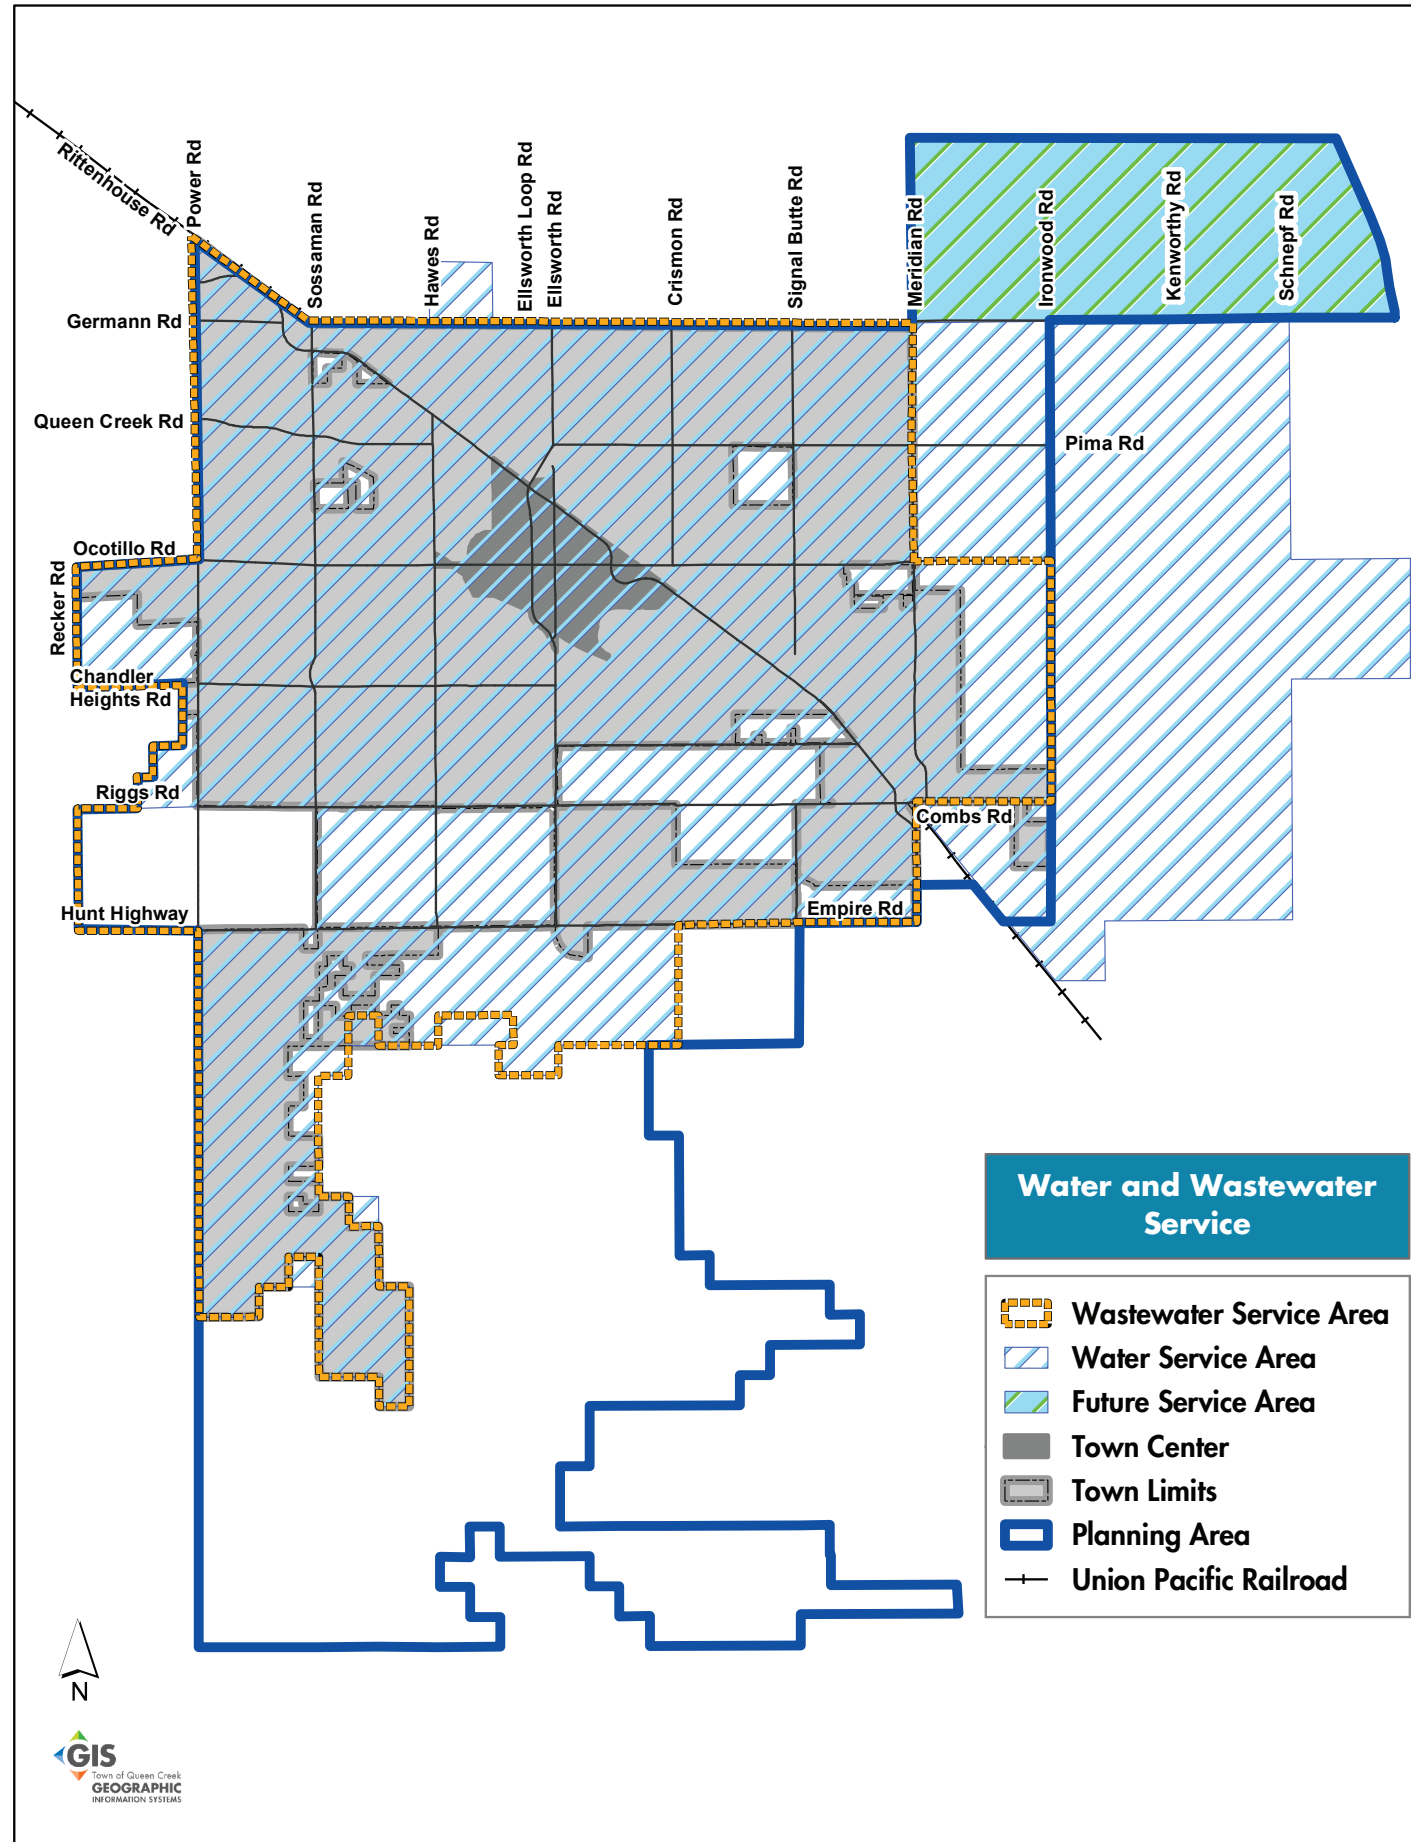 Rittenhouse Rd
Power Rd
Sossaman Rd
Hawes Rd
Ellsworth Loop Rd
Ellsworth Rd
Crismon Rd
Signal Butte Rd
Meridian Rd
Ironwood Rd
Kenworthy Rd
Schnepf Rd
Germann Rd
Queen Creek Rd
Pima Rd
Ocotillo Rd
Recker Rd
Chandler
Heights Rd
Riggs Rd
Combs Rd
Hunt Highway
Empire Rd
Water and Wastewater
Service
Wastewater Service Area
Water Service Area
Future Service Area
Town Center
Town Limits
Planning Area
Union Pacific Railroad
N
GIS
Town of Queen Creek
GEOGRAPHIC
INFORMATION SYSTEMS